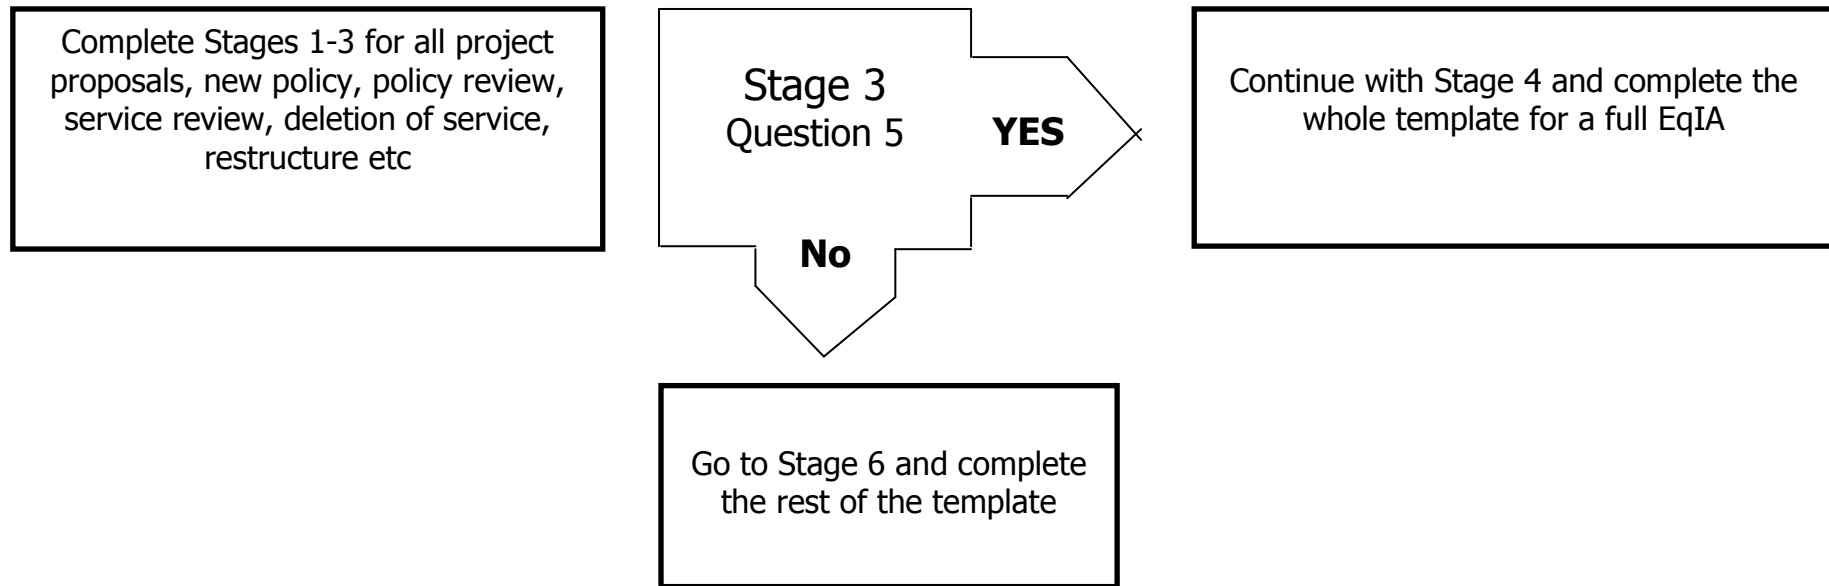 Complete Stages 1-3 for all project
proposals, new policy, policy review,
service review, deletion of service,
restructure etc
Stage 3
Question 5
YES
No
Continue with Stage 4 and complete the
whole template for a full EqIA
Go to Stage 6 and complete
the rest of the template